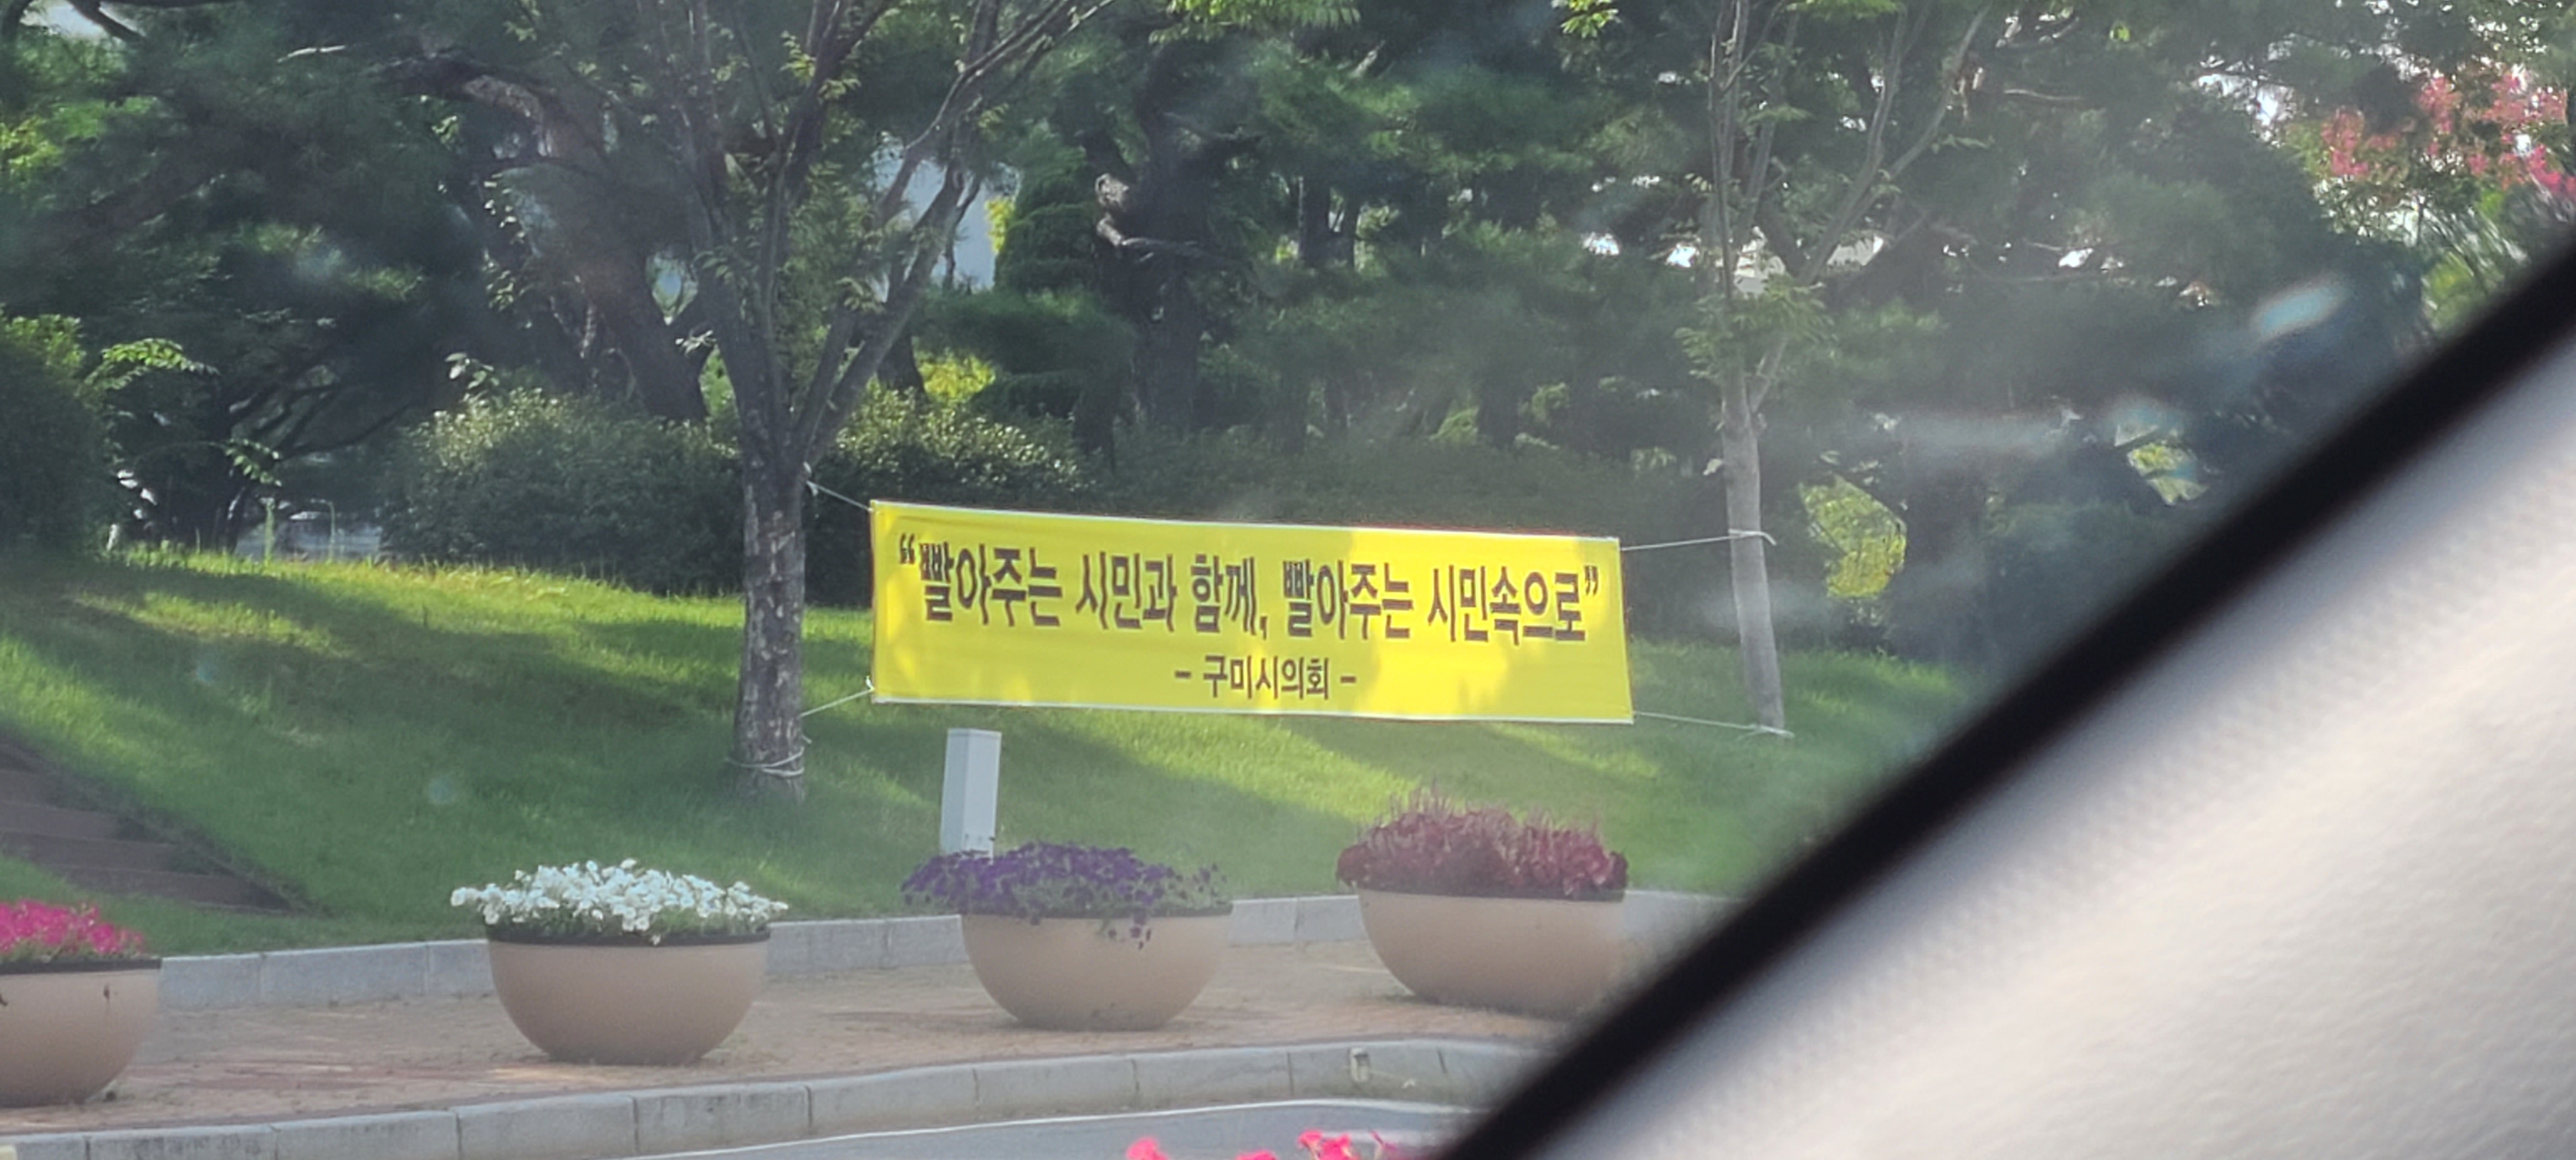 “빨아주는 시민과 함께, 빨아주는 시민속으로”
- 구미시의회 -